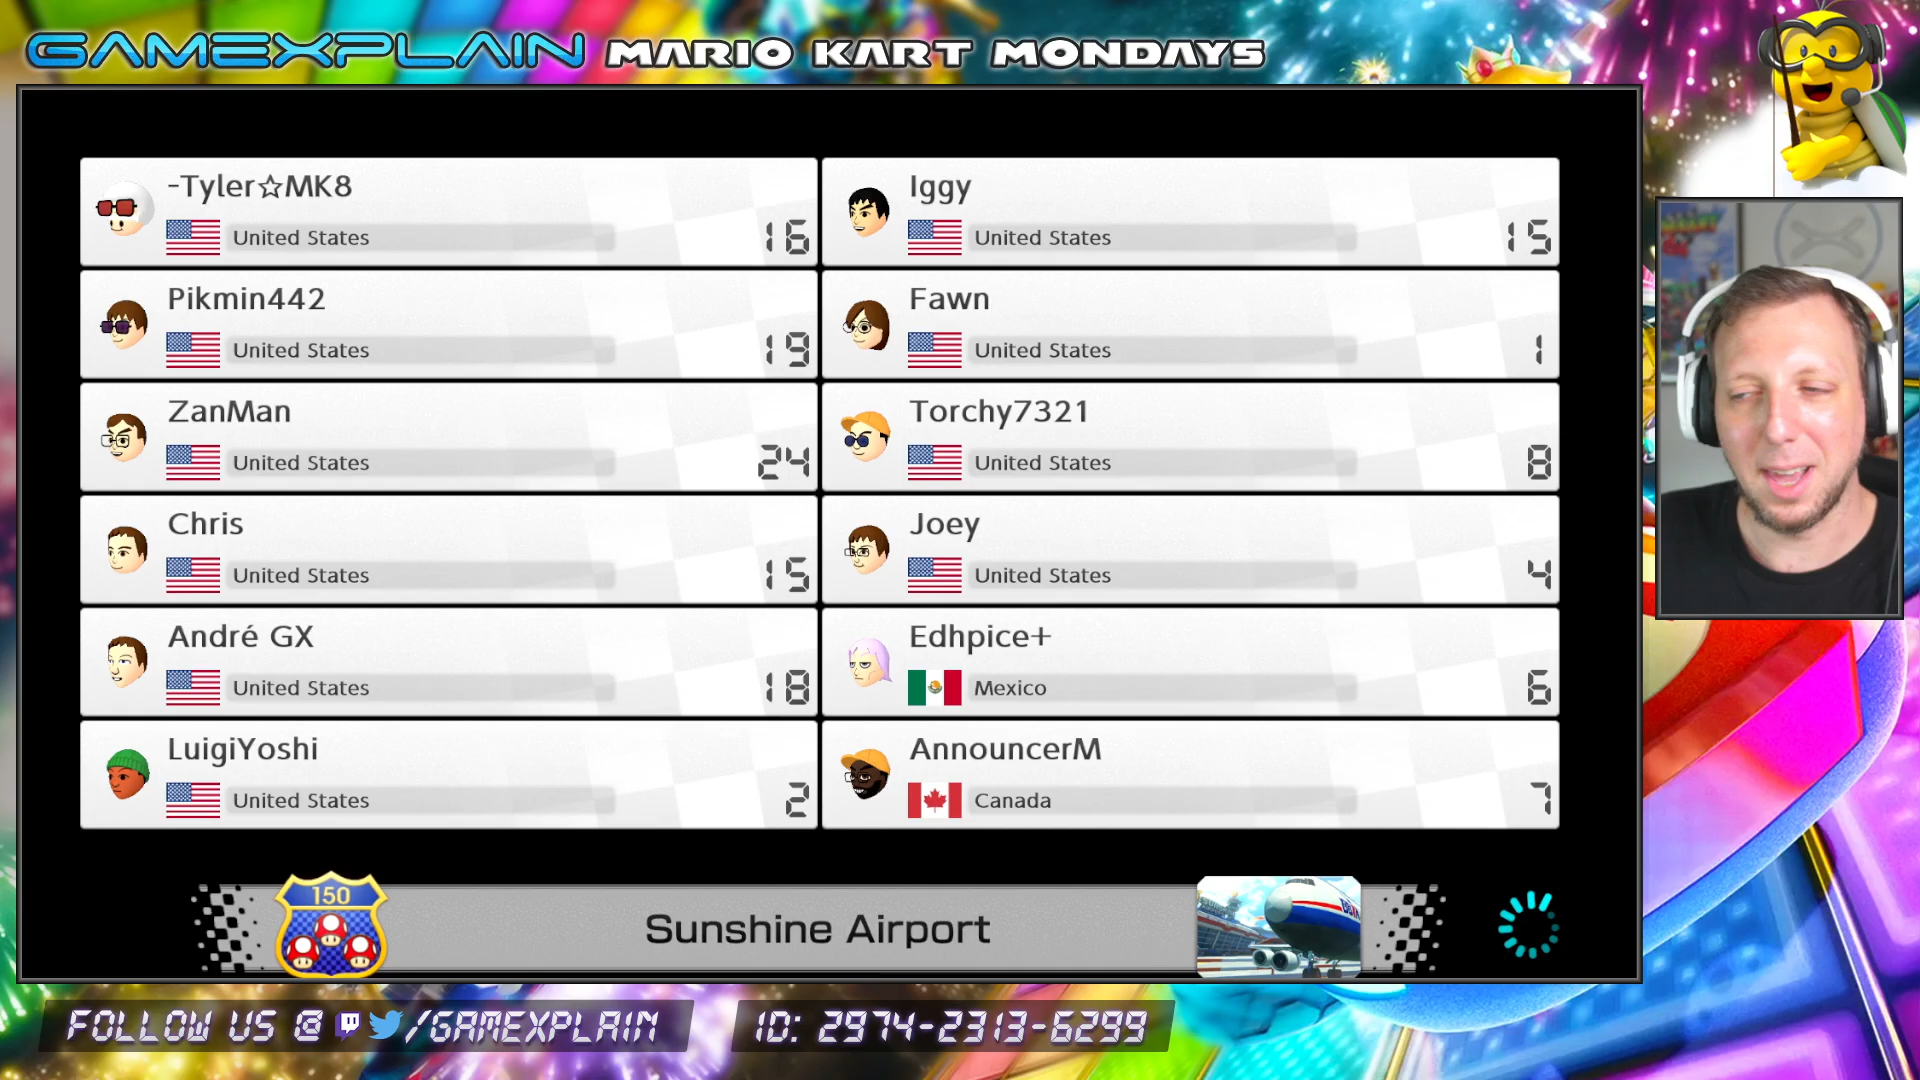 GAMEXPLAIN MARIO KART MONDAYS
-Tyler☆MK8
United States
16
Iggy
United States
15
Pikmin442
United States
19
Fawn
United States
1
ZanMan
United States
24
Torchy7321
United States
8
Chris
United States
15
Joey
United States
4
André GX
United States
18
Edhpice+
Mexico
6
LuigiYoshi
United States
2
AnnouncerM
Canada
7
150
Sunshine Airport
FOLLOW US @ /GAMEXPLAIN
ID: 2974-2313-6299